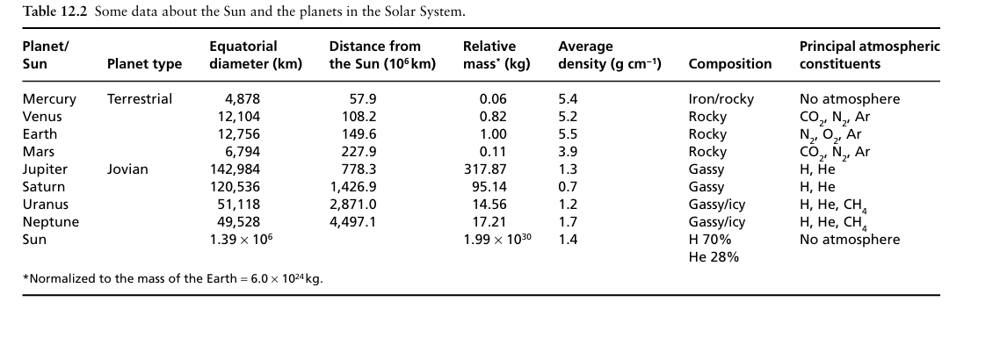 Table 12.2 Some data about the Sun and the planets in the Solar System.
Planet/ Equatorial Distance from Relative Average Principal atmospheric
Sun Planet type diameter (km) the Sun (10⁶ km) mass* (kg) density (g cm⁻¹) Composition constituents
Mercury Terrestrial 4,878 57.9 0.06 5.4 Iron/rocky No atmosphere
Venus 12,104 108.2 0.82 5.2 Rocky CO₂, N₂, Ar
Earth 12,756 149.6 1.00 5.5 Rocky N₂, O₂, Ar
Mars 6,794 227.9 0.11 3.9 Rocky CO₂, N₂, Ar
Jupiter Jovian 142,984 778.3 317.87 1.3 Gassy H, He
Saturn 120,536 1,426.9 95.14 0.7 Gassy H, He
Uranus 51,118 2,871.0 14.56 1.2 Gassy/icy H, He, CH₄
Neptune 49,528 4,497.1 17.21 1.7 Gassy/icy H, He, CH₄
Sun 1.39 × 10⁶ 1.99 × 10³⁰ 1.4 H 70% No atmosphere
He 28%
*Normalized to the mass of the Earth = 6.0 × 10²⁴ kg.